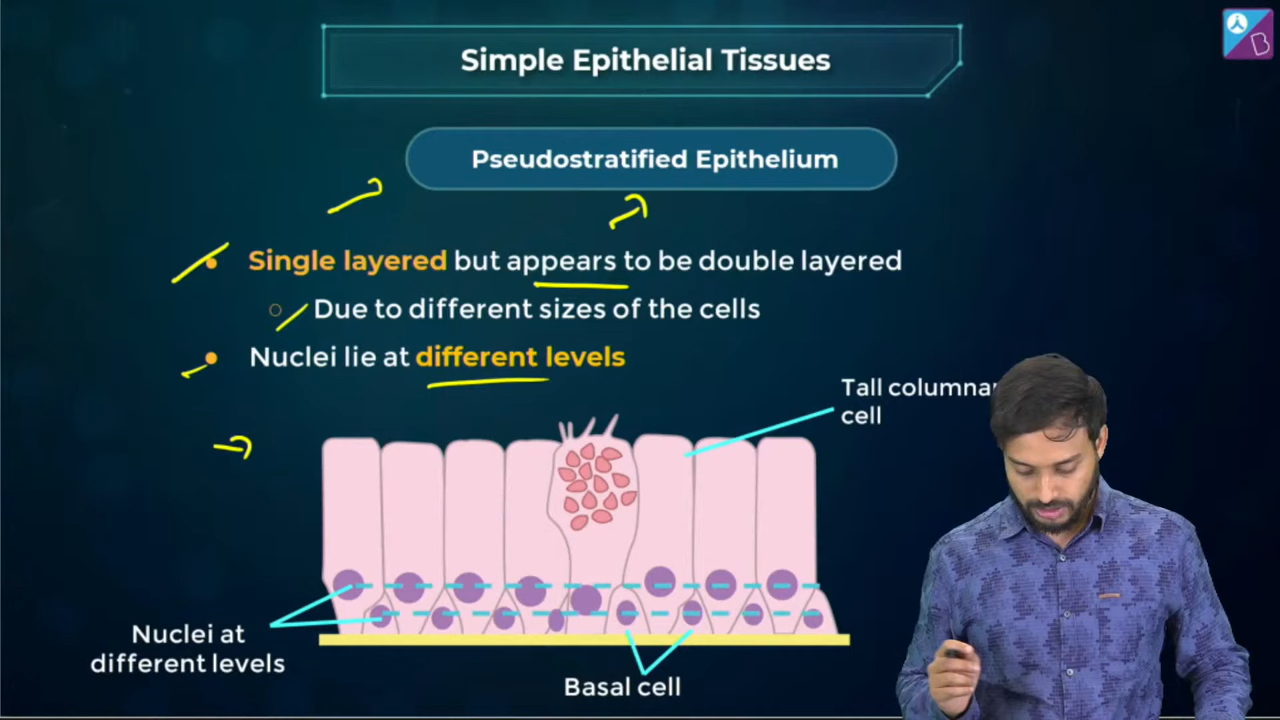 Simple Epithelial Tissues
Pseudostratified Epithelium
Single layered but appears to be double layered
Due to different sizes of the cells
Nuclei lie at different levels
Tall columna
cell
Nuclei at
different levels
Basal cell
B